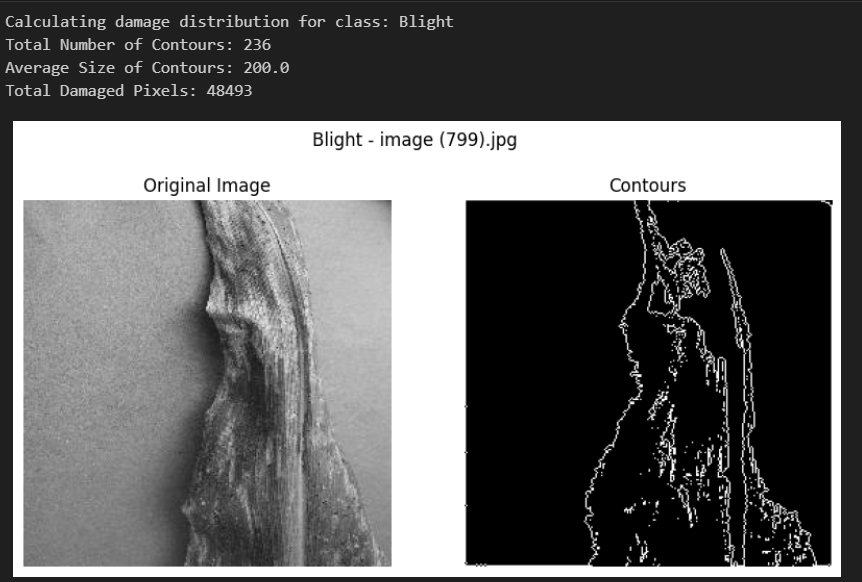 Calculating damage distribution for class: Blight
Total Number of Contours: 236
Average Size of Contours: 200.0
Total Damaged Pixels: 48493
Blight - image (799).jpg
Original Image
Contours